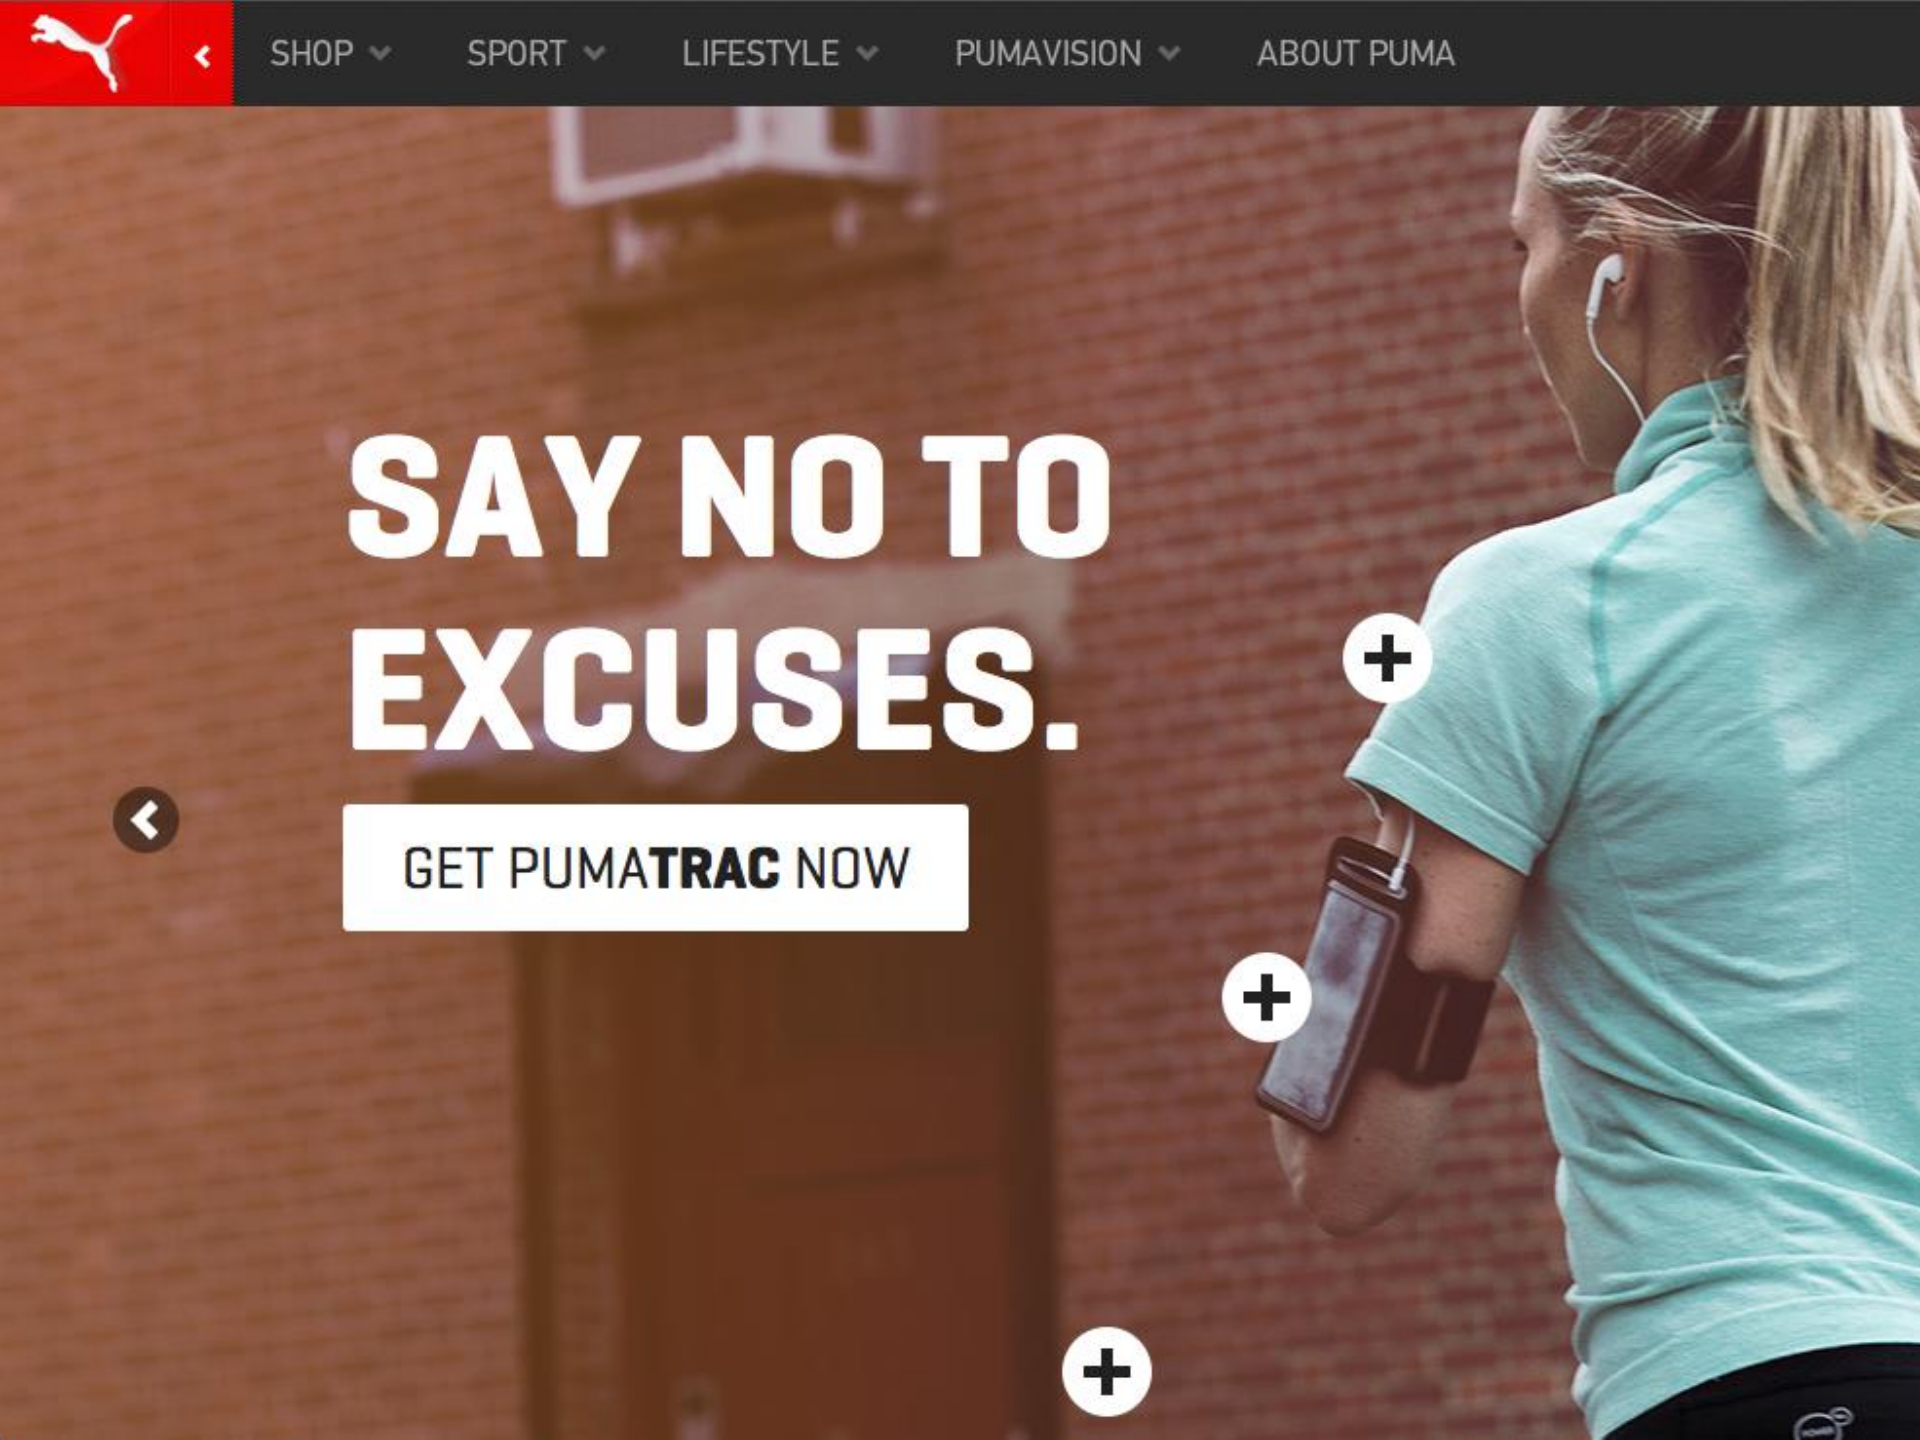 SHOP
SPORT
LIFESTYLE
PUMAVISION
ABOUT PUMA
SAY NO TO
EXCUSES.
GET PUMATRAC NOW